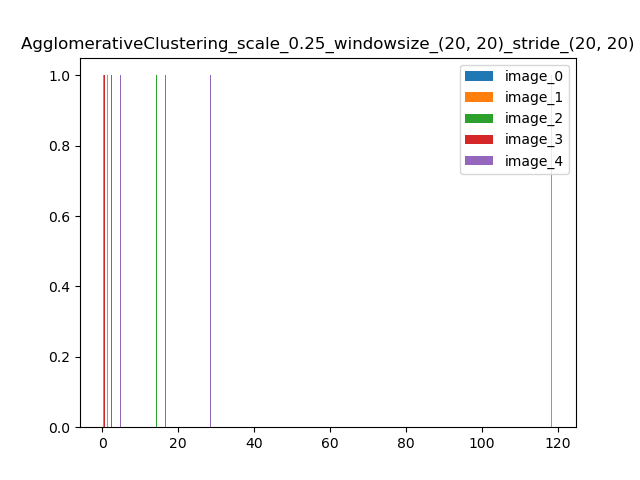 AgglomerativeClustering_scale_0.25_windowsize_(20, 20)_stride_(20, 20)
1.0
0.8
0.6
0.4
0.2
0.0
0 20 40 60 80 100 120
image_0
image_1
image_2
image_3
image_4